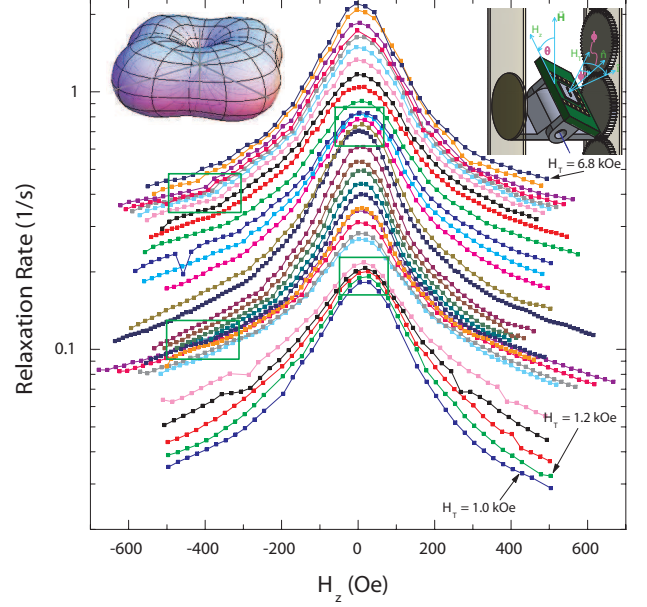 H_z
H⃗
θ
Φ
1
0.1
Relaxation Rate (1/s)
H_T = 6.8 kOe
H_T = 1.2 kOe
H_T = 1.0 kOe
-600 -400 -200 0 200 400 600
H_z (Oe)